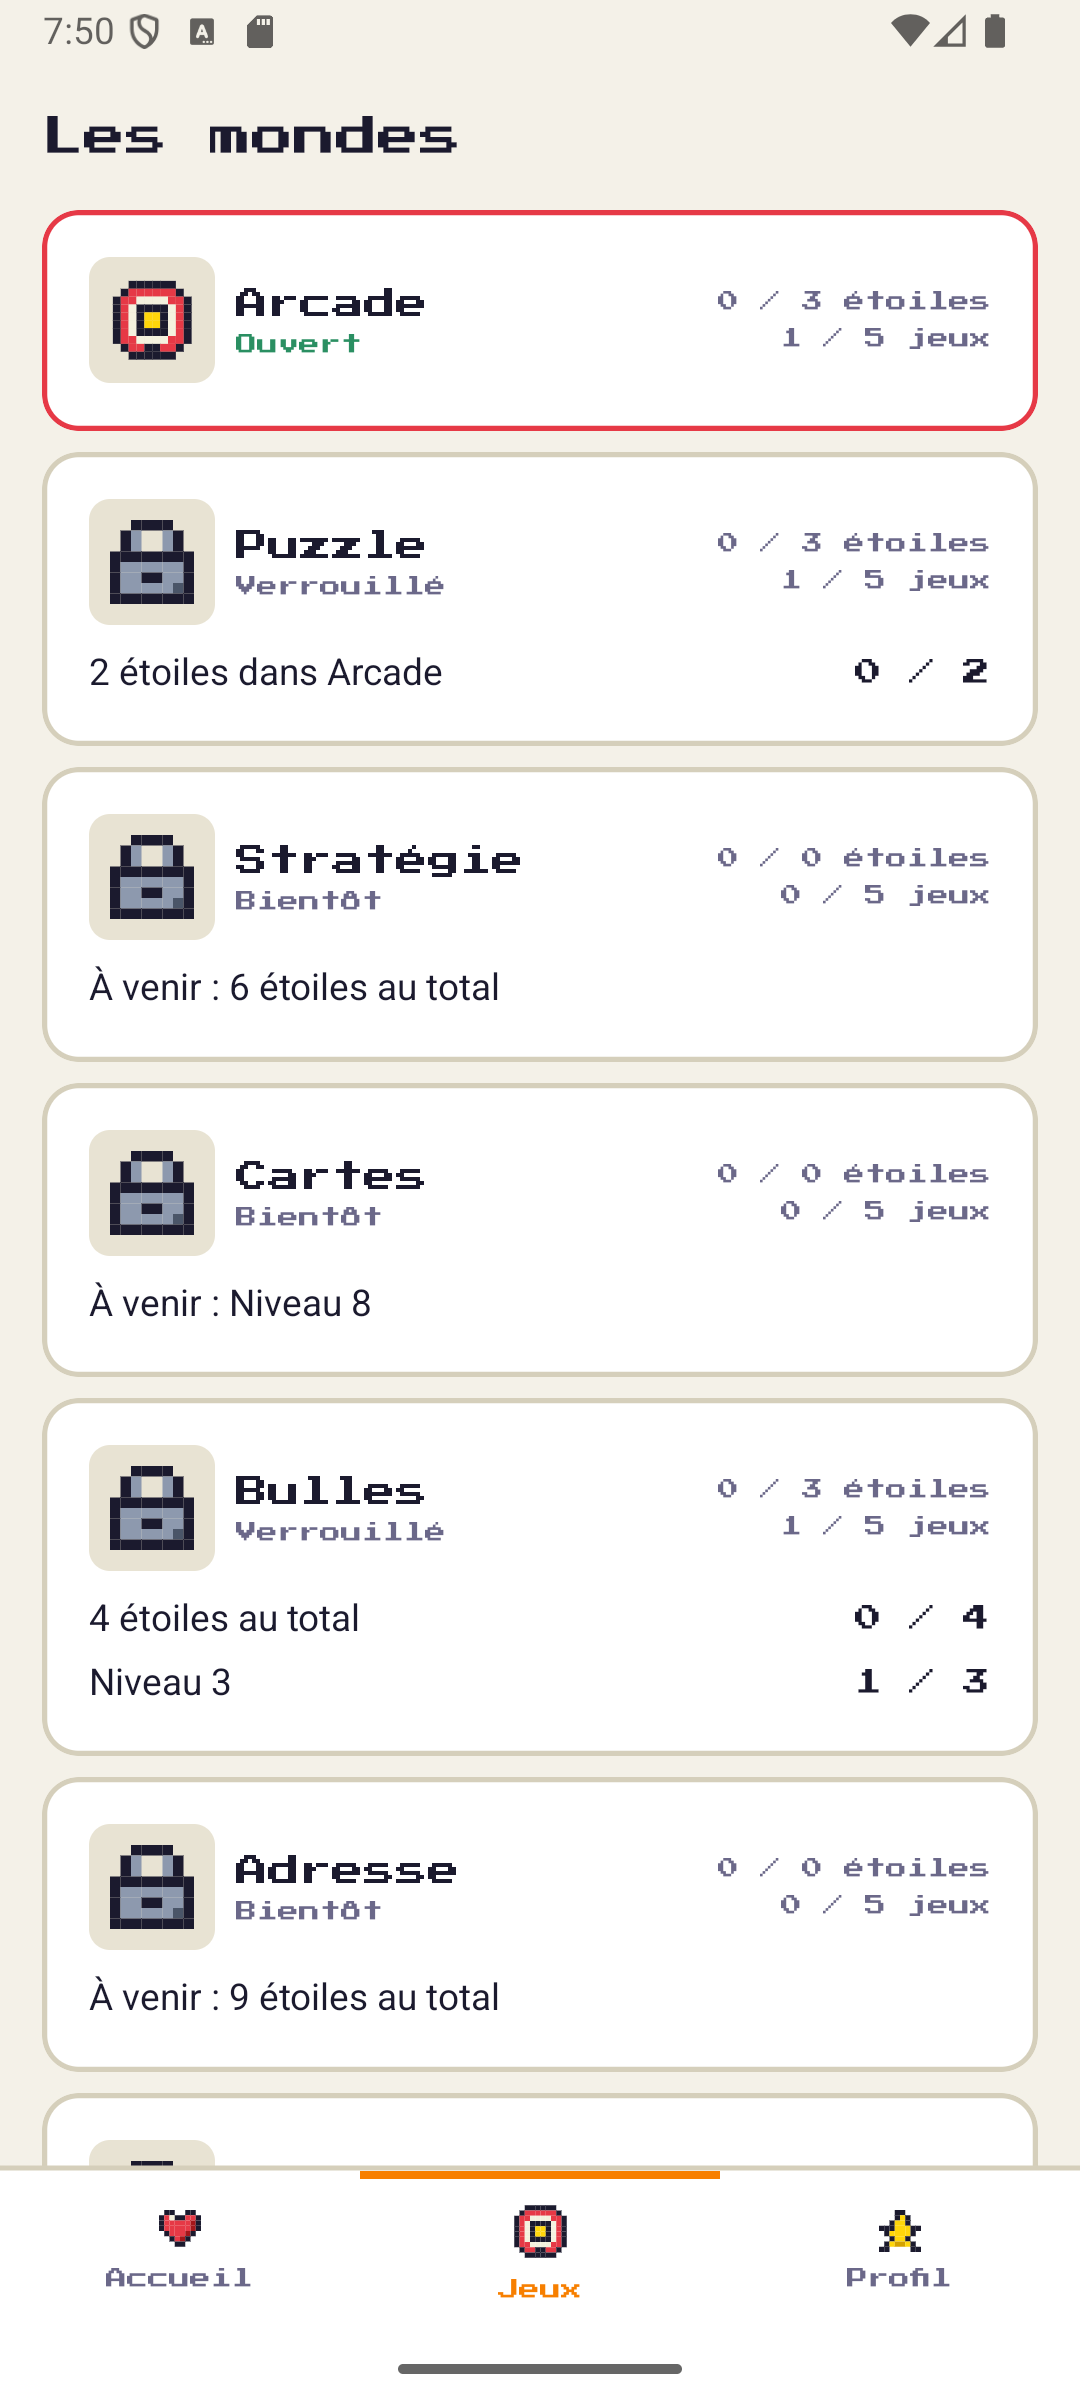 7:50
Les mondes
Arcade
Ouvert
0 / 3 étoiles
1 / 5 jeux
Puzzle
Verrouillé
0 / 3 étoiles
1 / 5 jeux
2 étoiles dans Arcade
0 / 2
Stratégie
Bientôt
0 / 0 étoiles
0 / 5 jeux
À venir : 6 étoiles au total
Cartes
Bientôt
0 / 0 étoiles
0 / 5 jeux
À venir : Niveau 8
Bulles
Verrouillé
0 / 3 étoiles
1 / 5 jeux
4 étoiles au total
0 / 4
Niveau 3
1 / 3
Adresse
Bientôt
0 / 0 étoiles
0 / 5 jeux
À venir : 9 étoiles au total
Accueil
Jeux
Profil